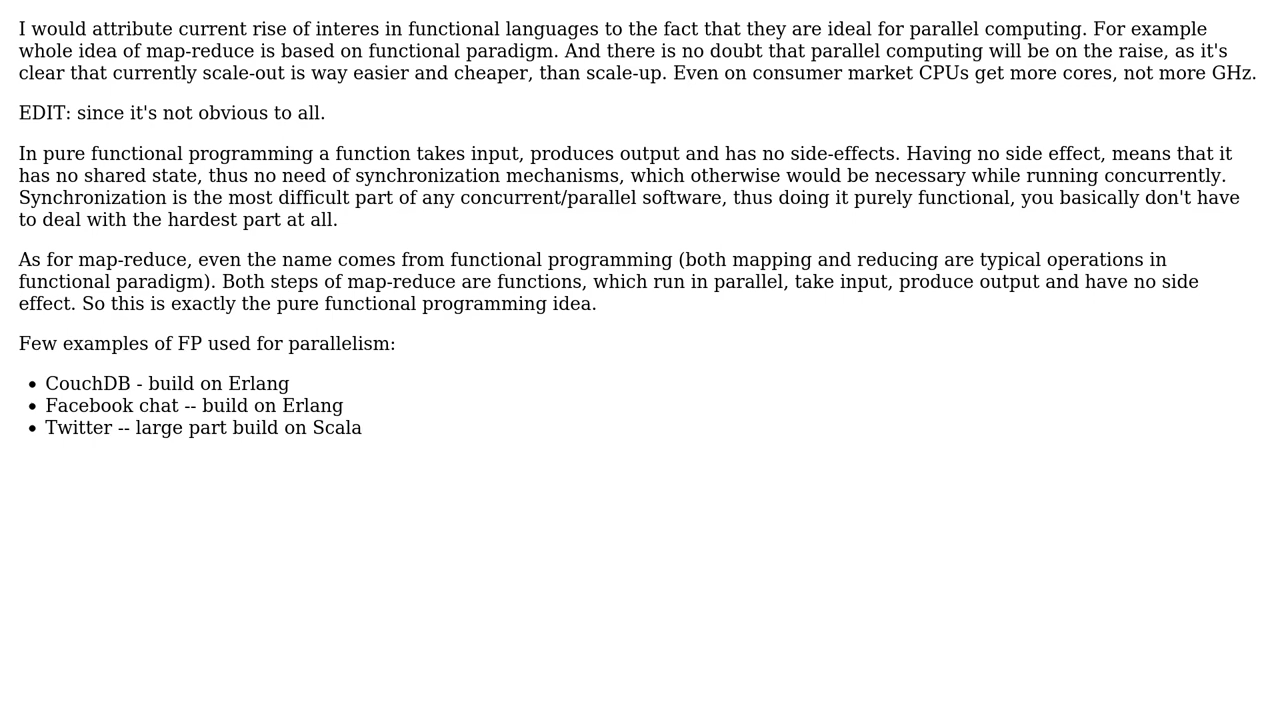 I would attribute current rise of interes in functional languages to the fact that they are ideal for parallel computing. For example
whole idea of map-reduce is based on functional paradigm. And there is no doubt that parallel computing will be on the raise, as it's
clear that currently scale-out is way easier and cheaper, than scale-up. Even on consumer market CPUs get more cores, not more GHz.
EDIT: since it's not obvious to all.
In pure functional programming a function takes input, produces output and has no side-effects. Having no side effect, means that it
has no shared state, thus no need of synchronization mechanisms, which otherwise would be necessary while running concurrently.
Synchronization is the most difficult part of any concurrent/parallel software, thus doing it purely functional, you basically don't have
to deal with the hardest part at all.
As for map-reduce, even the name comes from functional programming (both mapping and reducing are typical operations in
functional paradigm). Both steps of map-reduce are functions, which run in parallel, take input, produce output and have no side
effect. So this is exactly the pure functional programming idea.
Few examples of FP used for parallelism:
• CouchDB - build on Erlang
• Facebook chat -- build on Erlang
• Twitter -- large part build on Scala